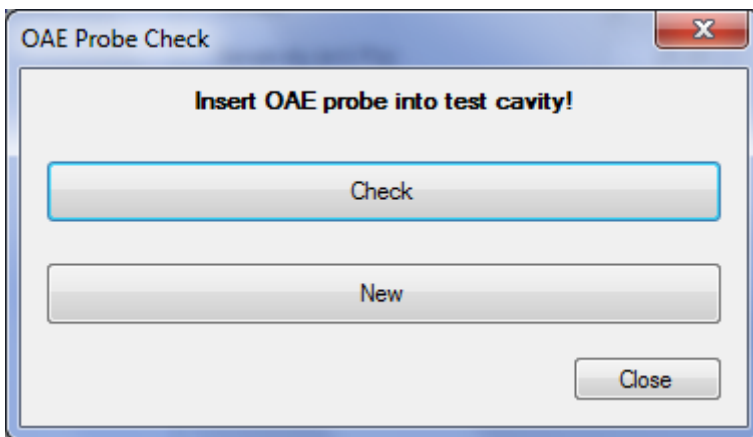 OAE Probe Check
Insert OAE probe into test cavity!
Check
New
Close